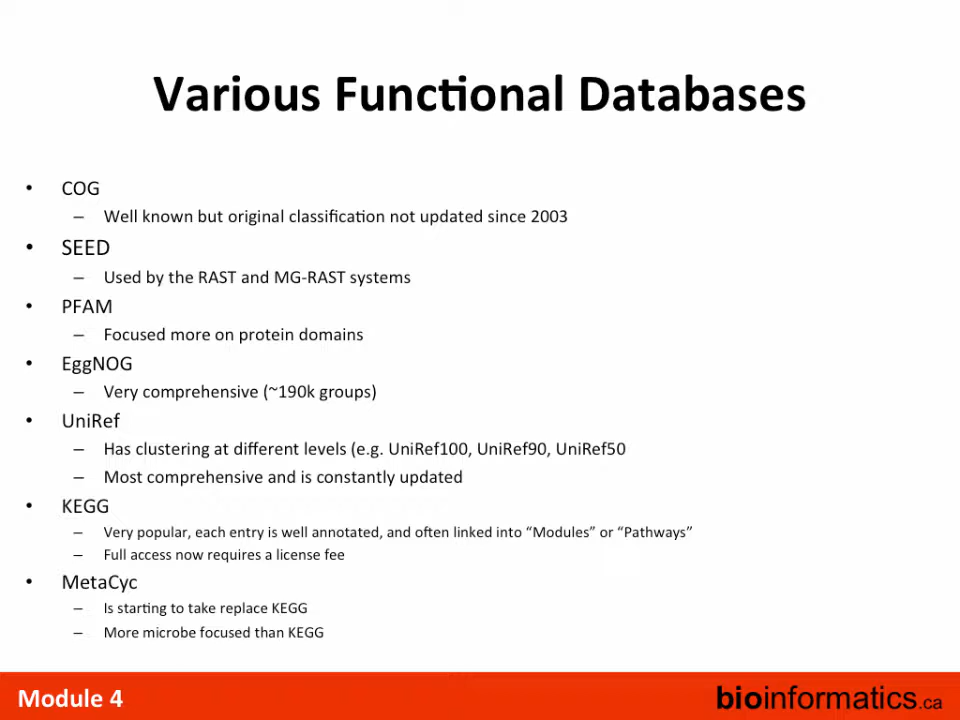 Various Functional Databases
• COG
– Well known but original classification not updated since 2003
• SEED
– Used by the RAST and MG-RAST systems
• PFAM
– Focused more on protein domains
• EggNOG
– Very comprehensive (~190k groups)
• UniRef
– Has clustering at different levels (e.g. UniRef100, UniRef90, UniRef50
– Most comprehensive and is constantly updated
• KEGG
– Very popular, each entry is well annotated, and often linked into “Modules” or “Pathways”
– Full access now requires a license fee
• MetaCyc
– Is starting to take replace KEGG
– More microbe focused than KEGG
Module 4
bioinformatics.ca